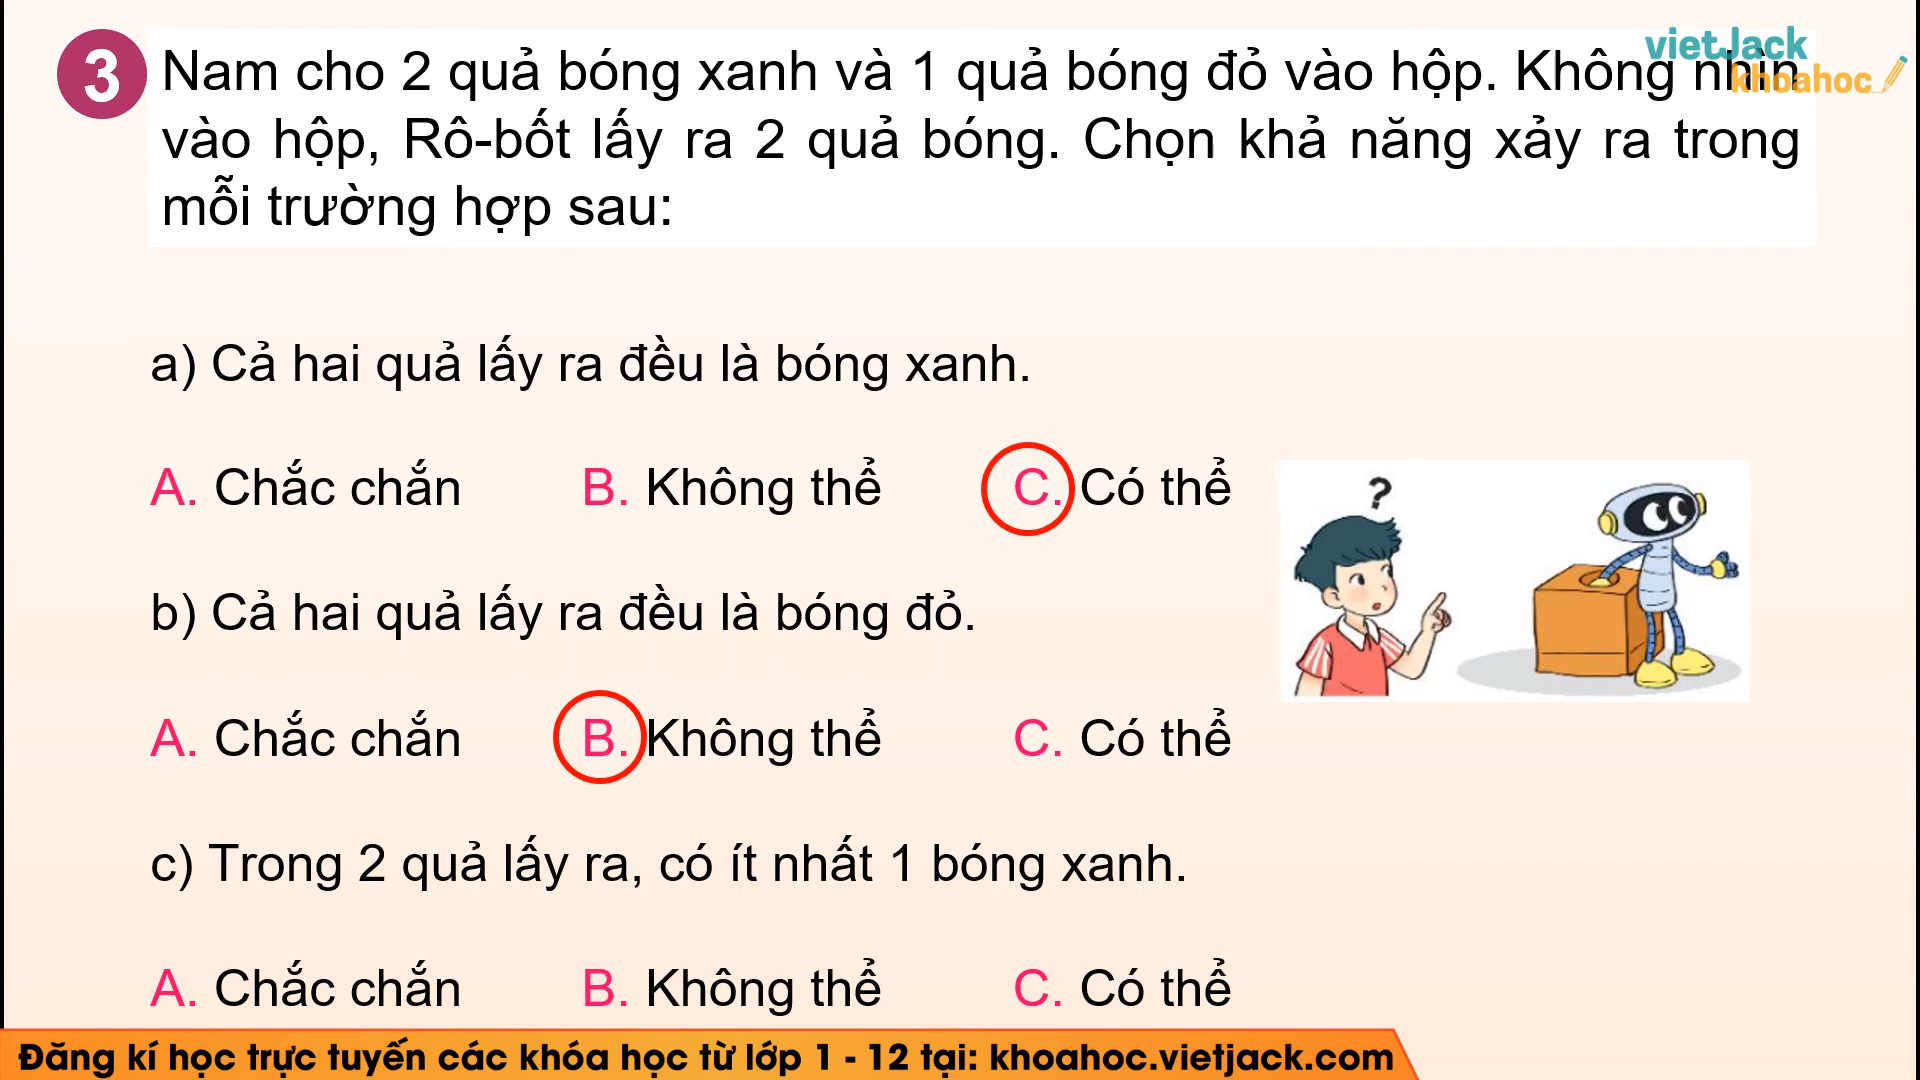 3 Nam cho 2 quả bóng xanh và 1 quả bóng đỏ vào hộp. Không nhìn
vietJack
khoahoc
vào hộp, Rô-bốt lấy ra 2 quả bóng. Chọn khả năng xảy ra trong
mỗi trường hợp sau:
a) Cả hai quả lấy ra đều là bóng xanh.
A. Chắc chắn B. Không thể C. Có thể
?
b) Cả hai quả lấy ra đều là bóng đỏ.
A. Chắc chắn B. Không thể C. Có thể
c) Trong 2 quả lấy ra, có ít nhất 1 bóng xanh.
A. Chắc chắn B. Không thể C. Có thể
Đăng kí học trực tuyến các khóa học từ lớp 1 - 12 tại: khoahoc.vietjack.com